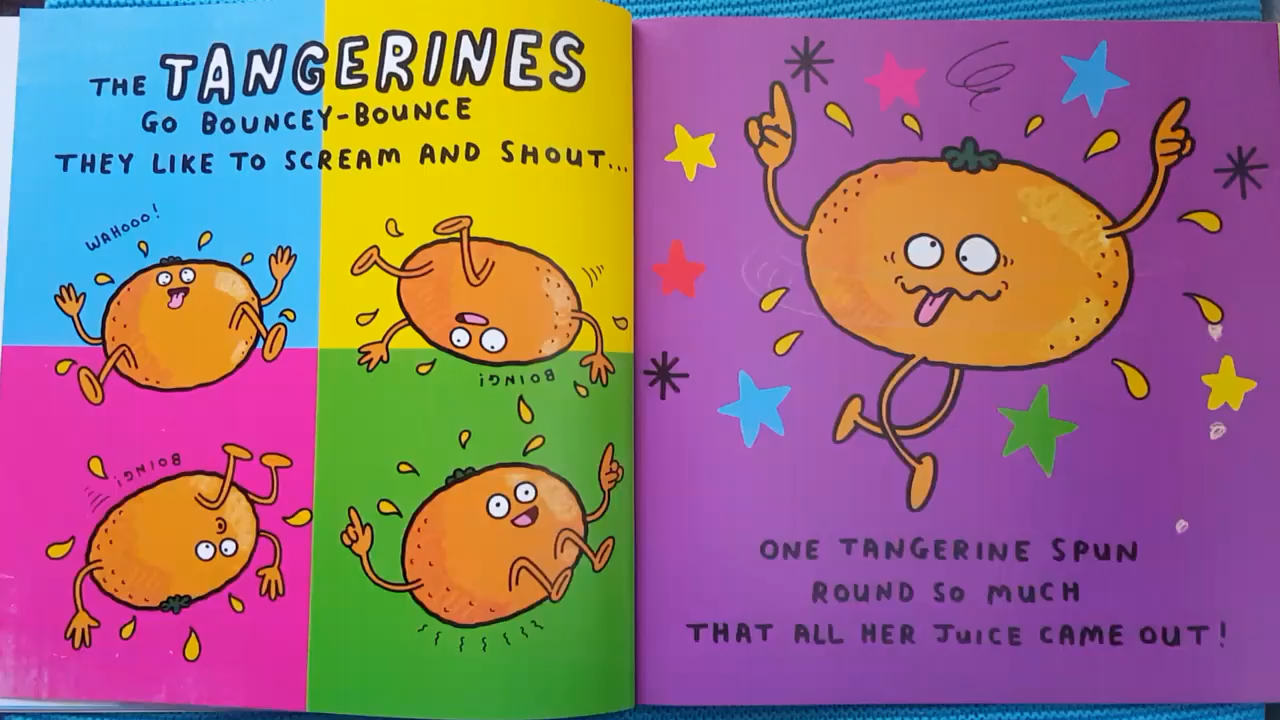 THE TANGERINES
GO BOUNCEY-BOUNCE
THEY LIKE TO SCREAM AND SHOUT...
WAHOOO!
BOING!
BOING!
ONE TANGERINE SPUN
ROUND SO MUCH
THAT ALL HER JUICE CAME OUT!